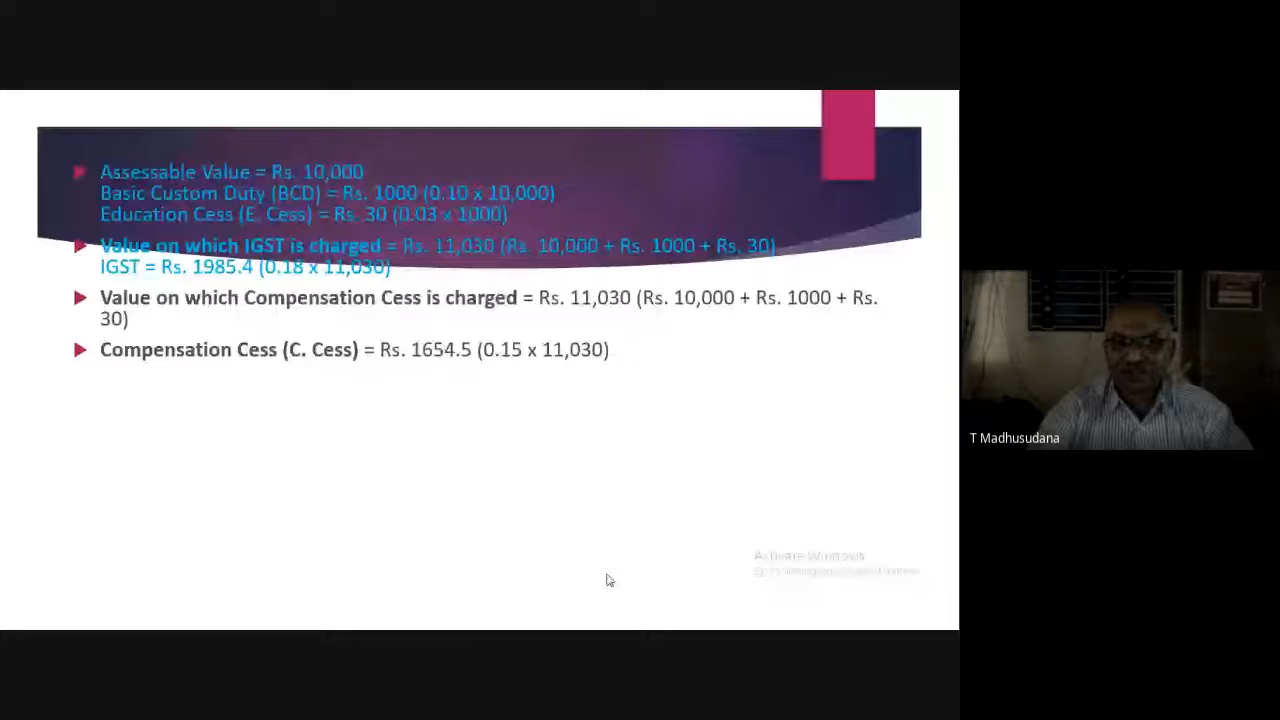 Assessable Value = Rs. 10,000
Basic Custom Duty (BCD) = Rs. 1000 (0.10 x 10,000)
Education Cess (E. Cess) = Rs. 30 (0.03 x 1000)
Value on which IGST is charged = Rs. 11,030 (Rs. 10,000 + Rs. 1000 + Rs. 30)
IGST = Rs. 1985.4 (0.18 x 11,030)
Value on which Compensation Cess is charged = Rs. 11,030 (Rs. 10,000 + Rs. 1000 + Rs.
30)
Compensation Cess (C. Cess) = Rs. 1654.5 (0.15 x 11,030)
T Madhusudana
Activate Windows